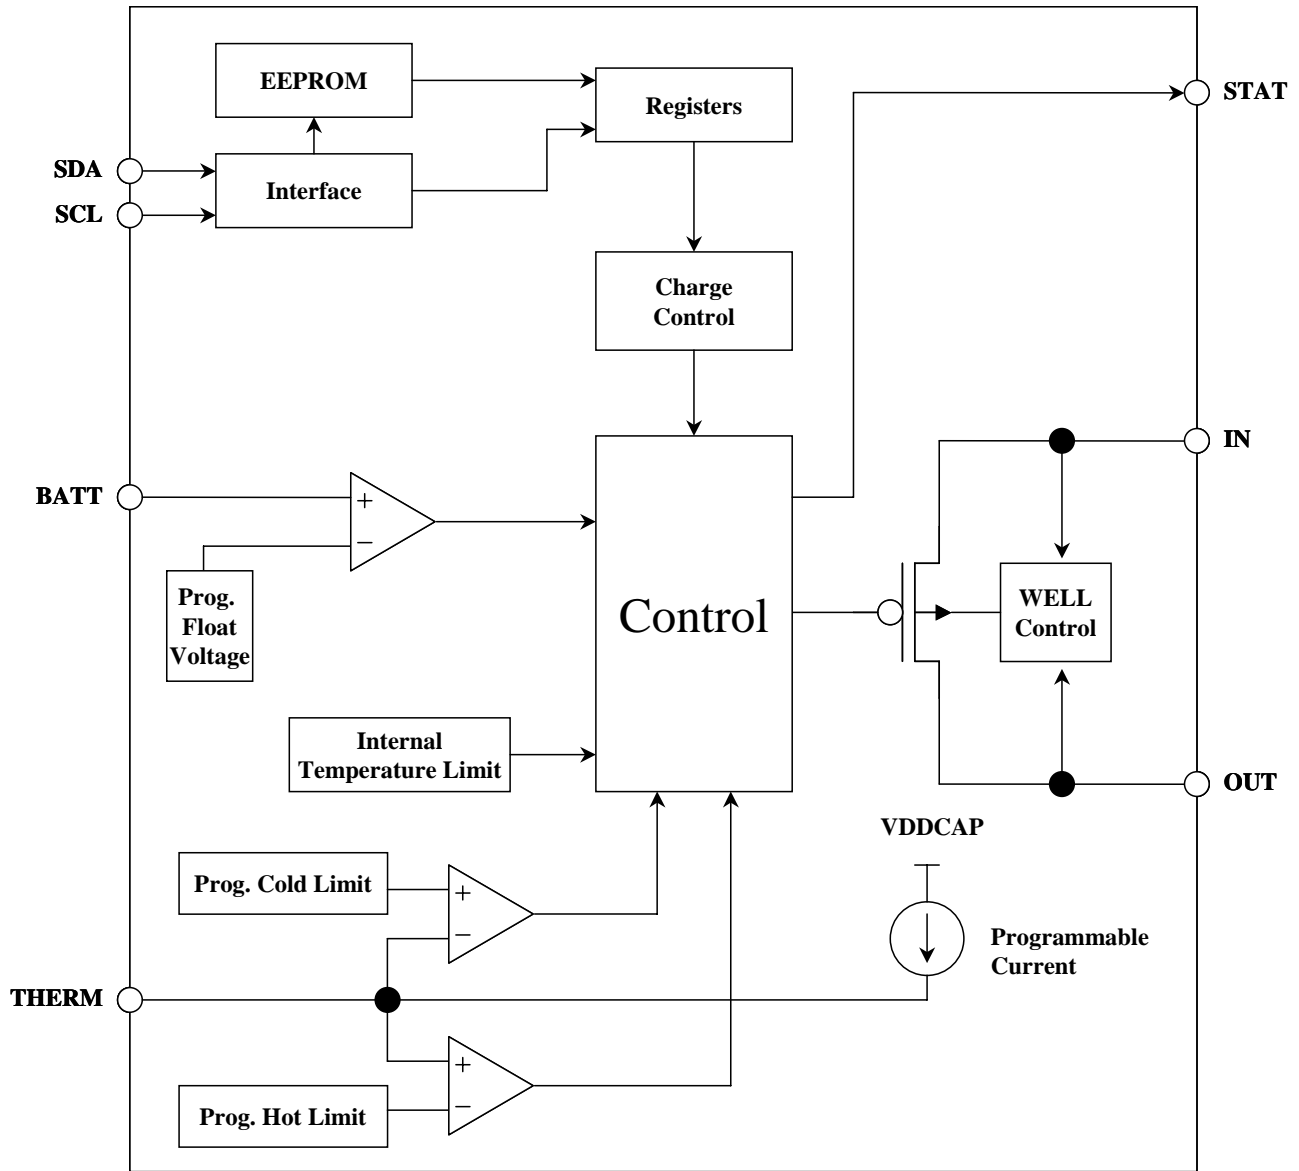 EEPROM
Registers
STAT
SDA
Interface
SCL
Charge
Control
IN
BATT
+
−
Prog.
Float
Voltage
Control
WELL
Control
Internal
Temperature Limit
OUT
VDDCAP
Prog. Cold Limit
+
−
Programmable
Current
THERM
+
−
Prog. Hot Limit